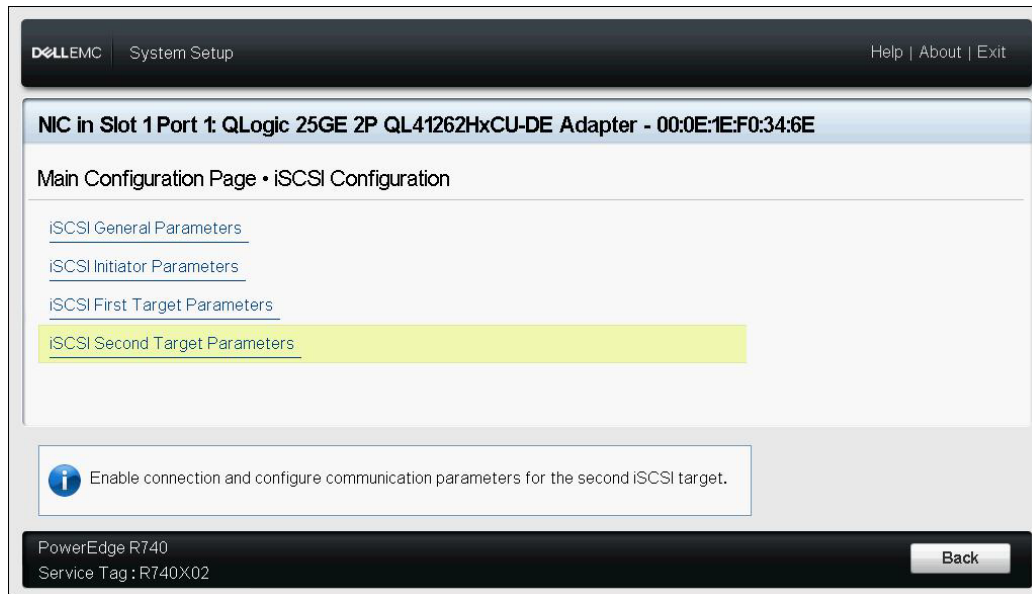 DELLEMC System Setup Help | About | Exit
NIC in Slot 1 Port 1: QLogic 25GE 2P QL41262HxCU-DE Adapter - 00:0E:1E:F0:34:6E
Main Configuration Page • iSCSI Configuration
iSCSI General Parameters
iSCSI Initiator Parameters
iSCSI First Target Parameters
iSCSI Second Target Parameters
Enable connection and configure communication parameters for the second iSCSI target.
PowerEdge R740
Service Tag : R740X02
Back